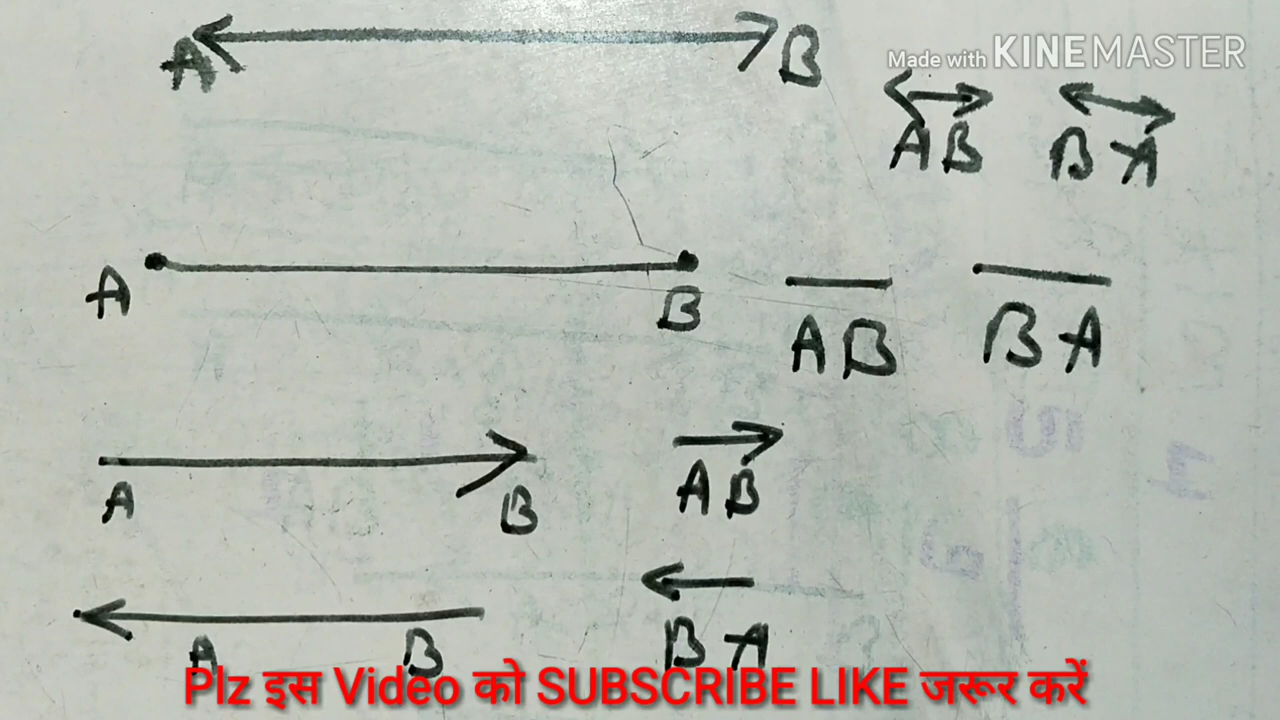 A B
Made with KINEMASTER
AB BA
A B
AB BA
A B
AB
A B
BA
Plz इस Video को SUBSCRIBE LIKE जरूर करें